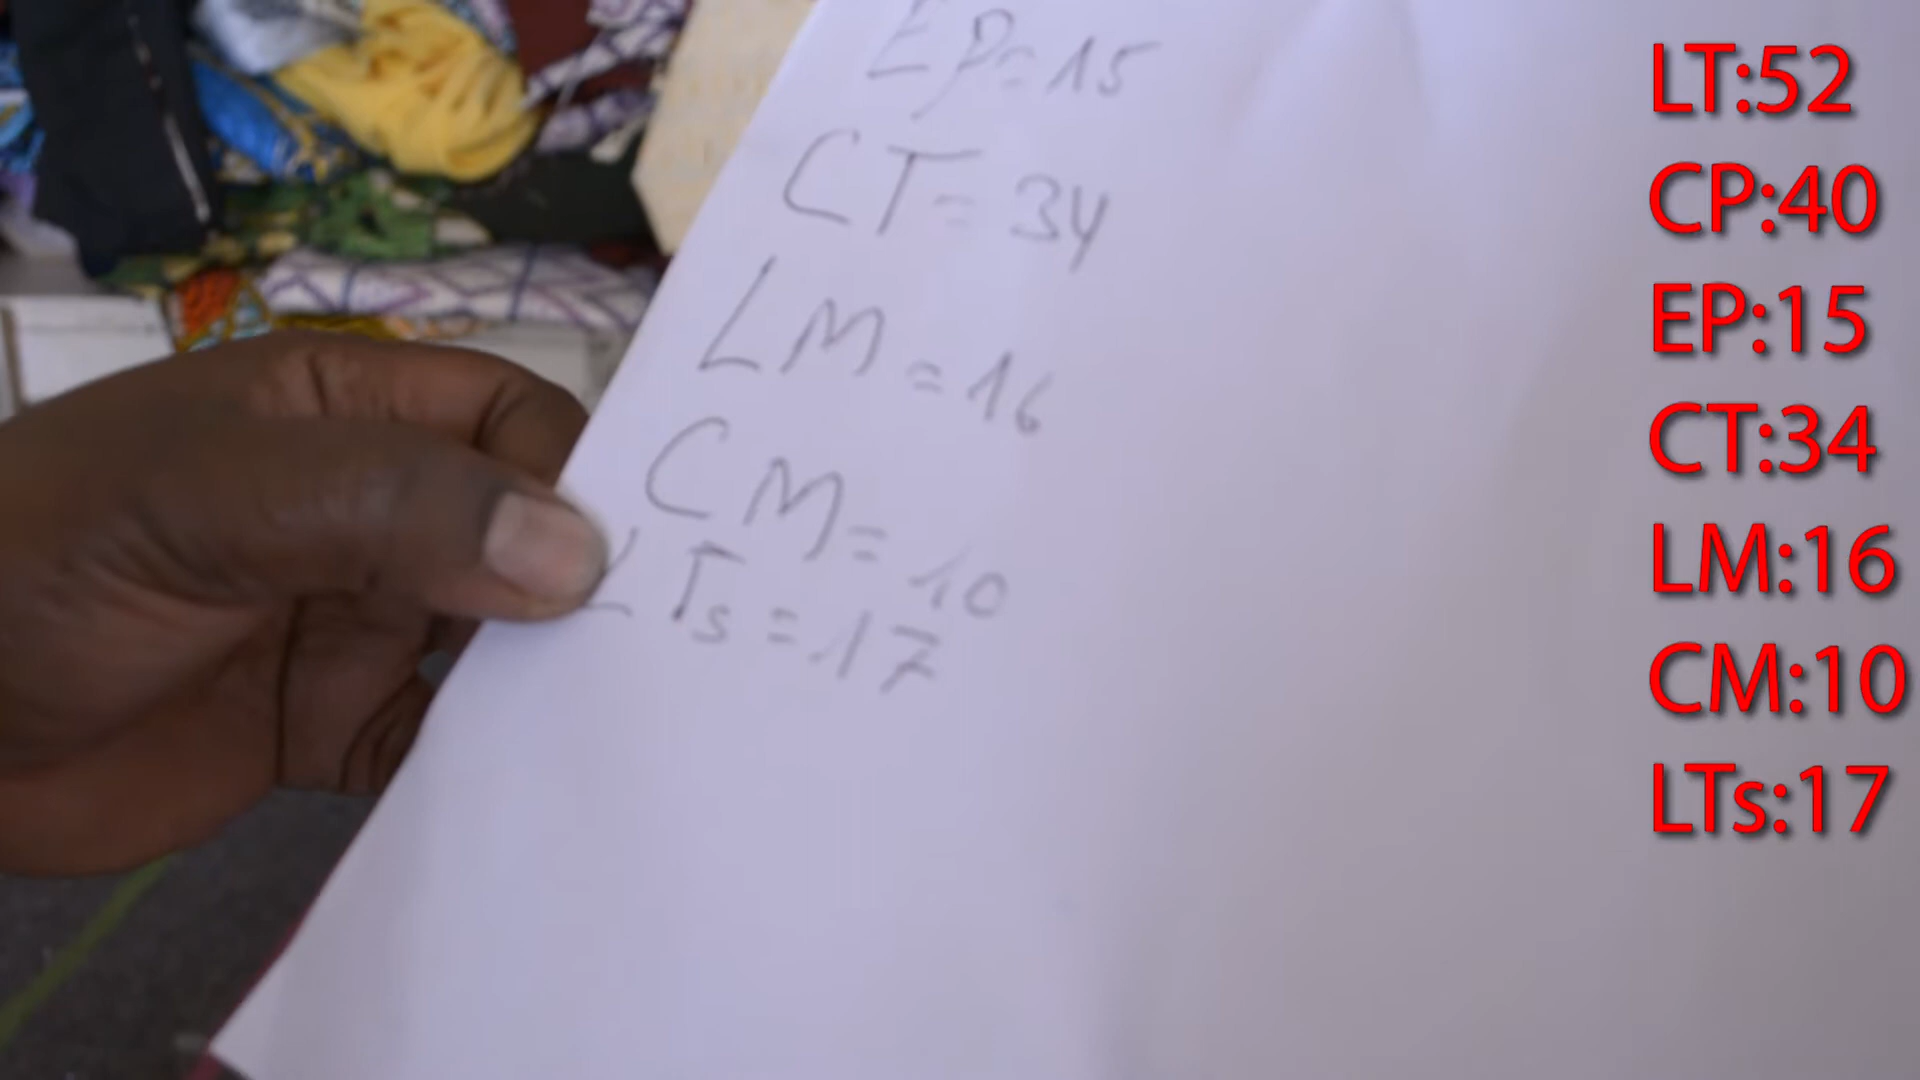 EP=15
CT=34
LM=16
CM=10
LTs=17
LT:52
CP:40
EP:15
CT:34
LM:16
CM:10
LTs:17